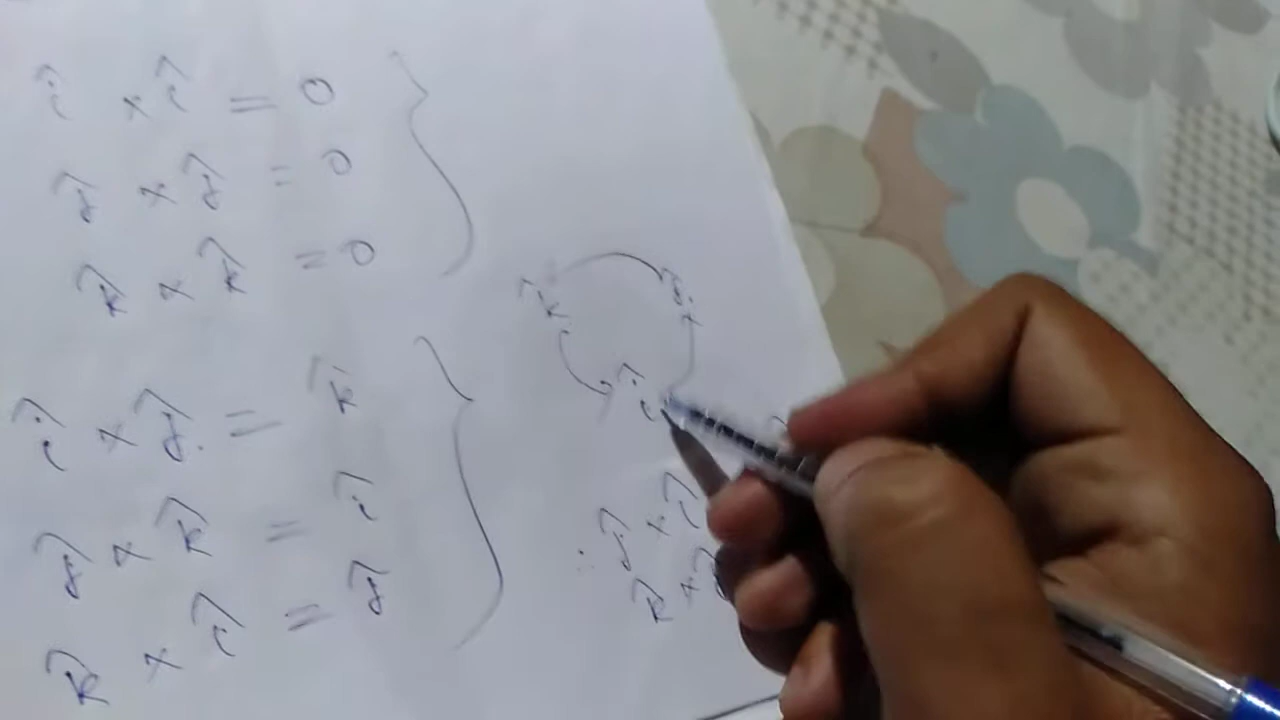 î × î = 0
ĵ × ĵ = 0
k̂ × k̂ = 0
î × ĵ = k̂
ĵ × k̂ = î
k̂ × î = ĵ
k̂ ĵ
î
∴ ĵ × î
k̂ ×